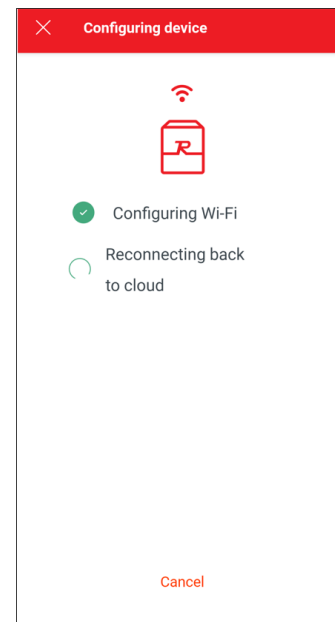 Configuring device
R
Configuring Wi-Fi
Reconnecting back
to cloud
Cancel